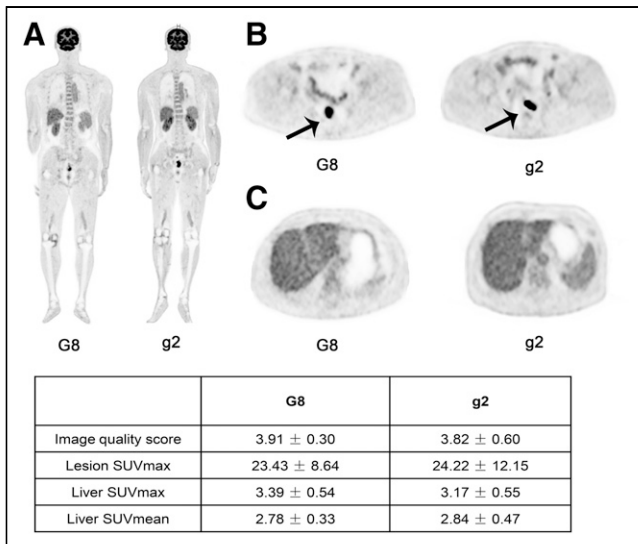 A
B
G8
g2
C
G8
g2
G8
g2
G8 g2
Image quality score 3.91 ± 0.30 3.82 ± 0.60
Lesion SUVmax 23.43 ± 8.64 24.22 ± 12.15
Liver SUVmax 3.39 ± 0.54 3.17 ± 0.55
Liver SUVmean 2.78 ± 0.33 2.84 ± 0.47